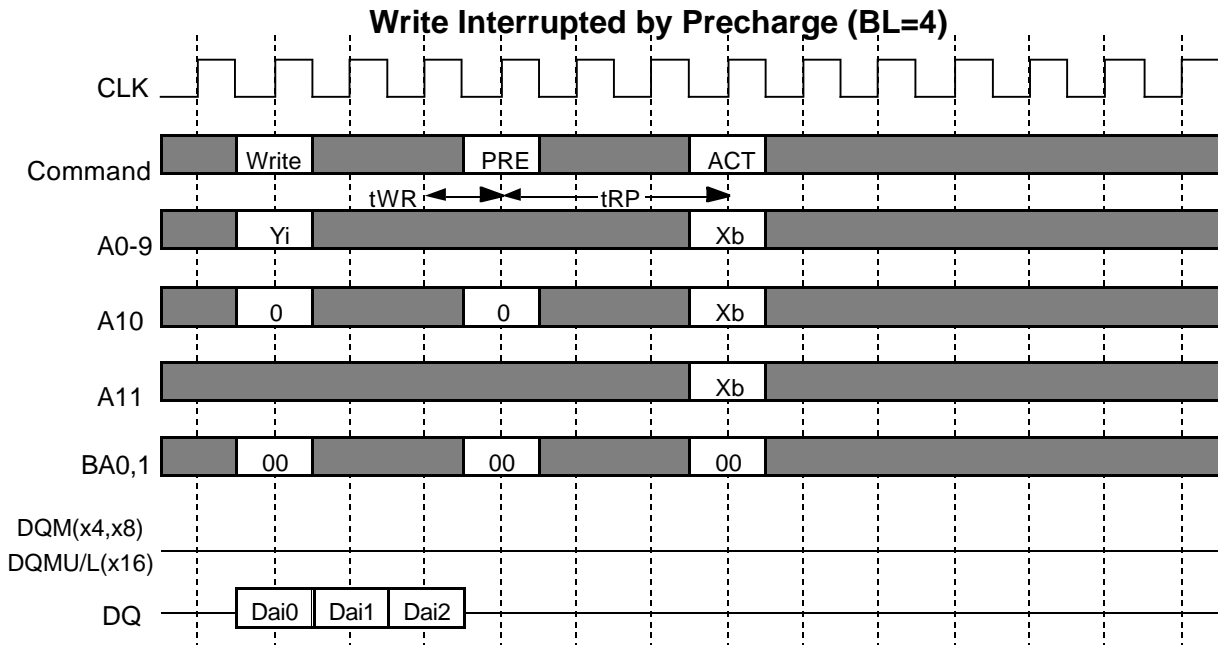 Write Interrupted by Precharge (BL=4)
CLK
Command Write PRE ACT
tWR tRP
A0-9 Yi Xb
A10 0 0 Xb
A11 Xb
BA0,1 00 00 00
DQM(x4,x8)
DQMU/L(x16)
DQ Dai0 Dai1 Dai2